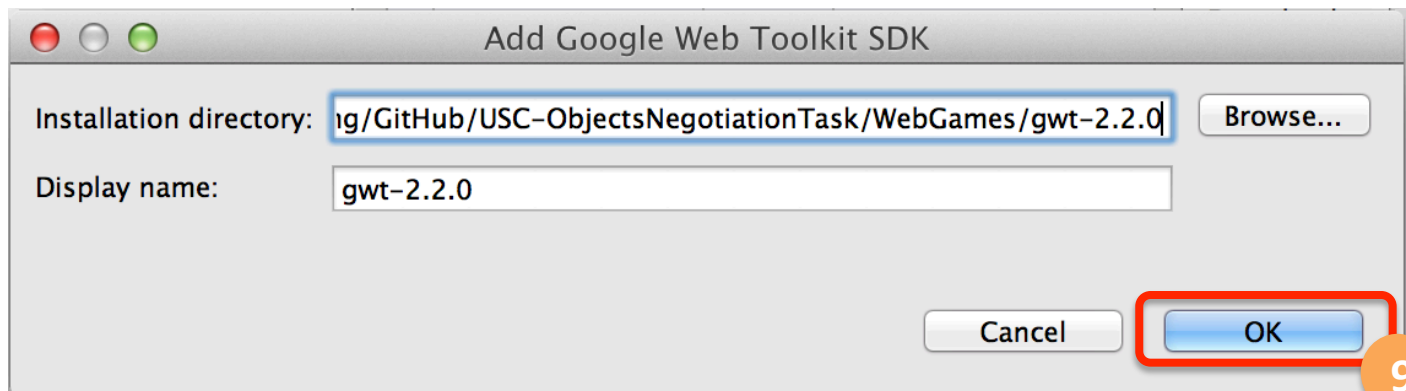 Add Google Web Toolkit SDK
Installation directory: ng/GitHub/USC-ObjectsNegotiationTask/WebGames/gwt-2.2.0 Browse...
Display name: gwt-2.2.0
Cancel OK
9